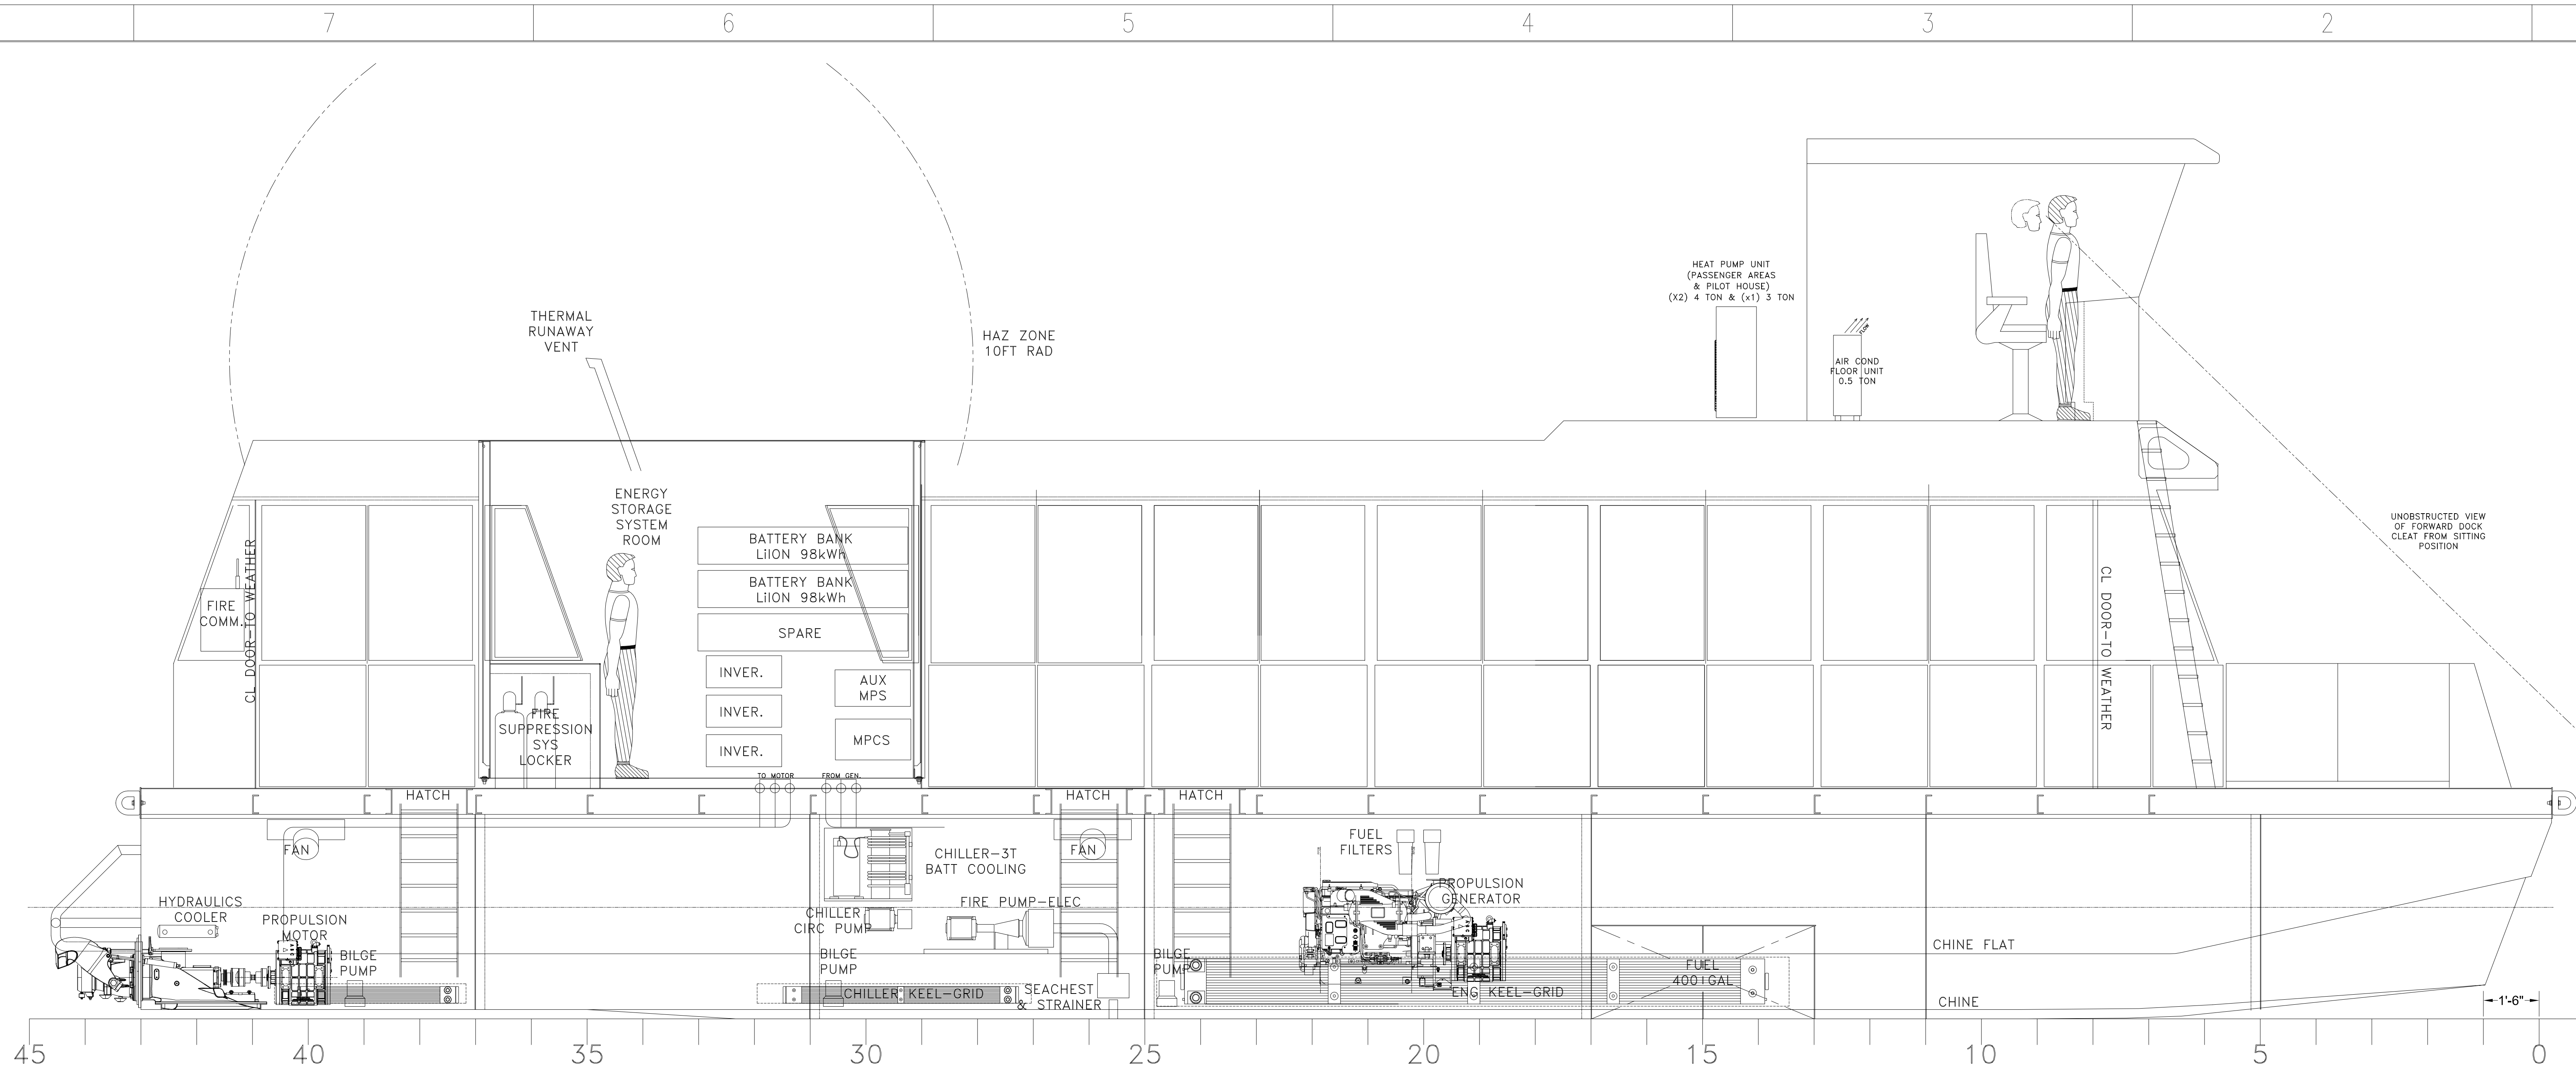 7
6
5
4
3
2
THERMAL
RUNAWAY
VENT
HAZ ZONE
10FT RAD
HEAT PUMP UNIT
(PASSENGER AREAS
& PILOT HOUSE)
(X2) 4 TON & (x1) 3 TON
FLOW
AIR COND
FLOOR UNIT
0.5 TON
UNOBSTRUCTED VIEW
OF FORWARD DOCK
CLEAT FROM SITTING
POSITION
ENERGY
STORAGE
SYSTEM
ROOM
BATTERY BANK
LiION 98kWh
BATTERY BANK
LiION 98kWh
SPARE
INVER.
INVER.
INVER.
AUX
MPS
MPCS
FIRE
COMM.
CL DOOR-TO WEATHER
FIRE
SUPPRESSION
SYS
LOCKER
CL DOOR-TO WEATHER
TO MOTOR
FROM GEN.
HATCH
HATCH
HATCH
FAN
FAN
CHILLER-3T
BATT COOLING
FUEL
FILTERS
PROPULSION
GENERATOR
HYDRAULICS
COOLER
PROPULSION
MOTOR
CHILLER
CIRC PUMP
FIRE PUMP-ELEC
BILGE
PUMP
BILGE
PUMP
BILGE
PUMP
CHILLER KEEL-GRID
SEACHEST
& STRAINER
ENG KEEL-GRID
FUEL
400 GAL
CHINE FLAT
CHINE
1'-6"
45
40
35
30
25
20
15
10
5
0